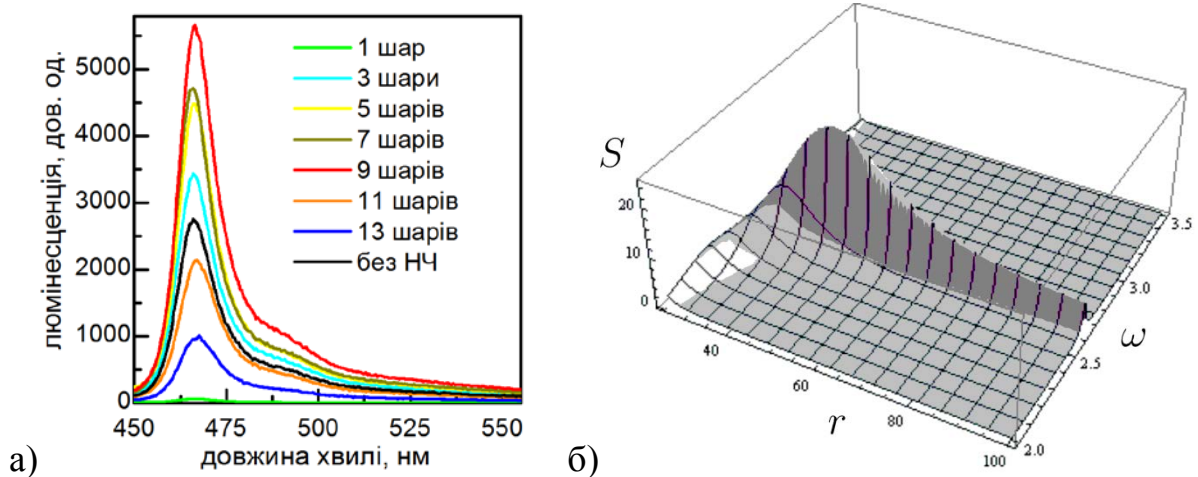 люмінесценція, дов. од.
5000
4000
3000
2000
1000
0
1 шар
3 шари
5 шарів
7 шарів
9 шарів
11 шарів
13 шарів
без НЧ
450 475 500 525 550
довжина хвилі, нм
а)
S
20
10
0
40
60
80
100
r
3.5
3.0
2.5
2.0
ω
б)